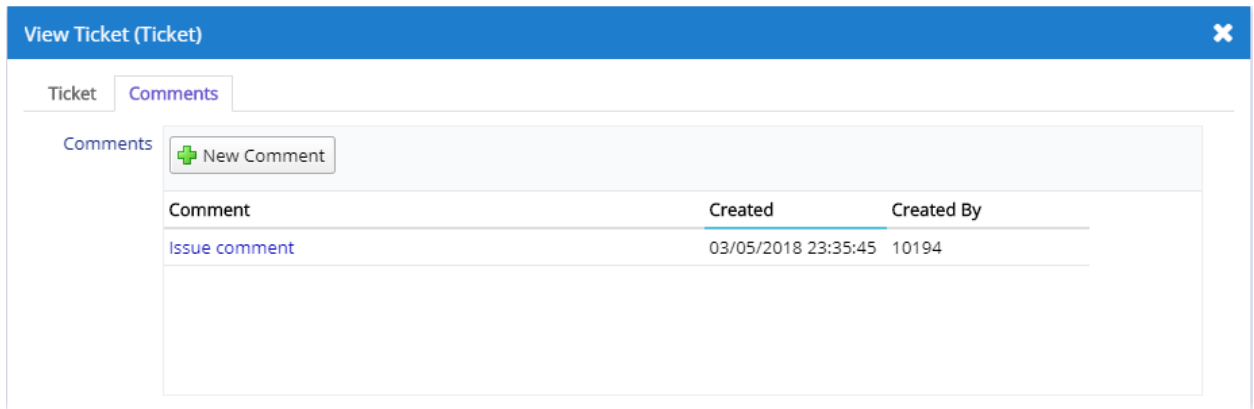 View Ticket (Ticket)
Ticket Comments
Comments
New Comment
Comment Created Created By
Issue comment 03/05/2018 23:35:45 10194